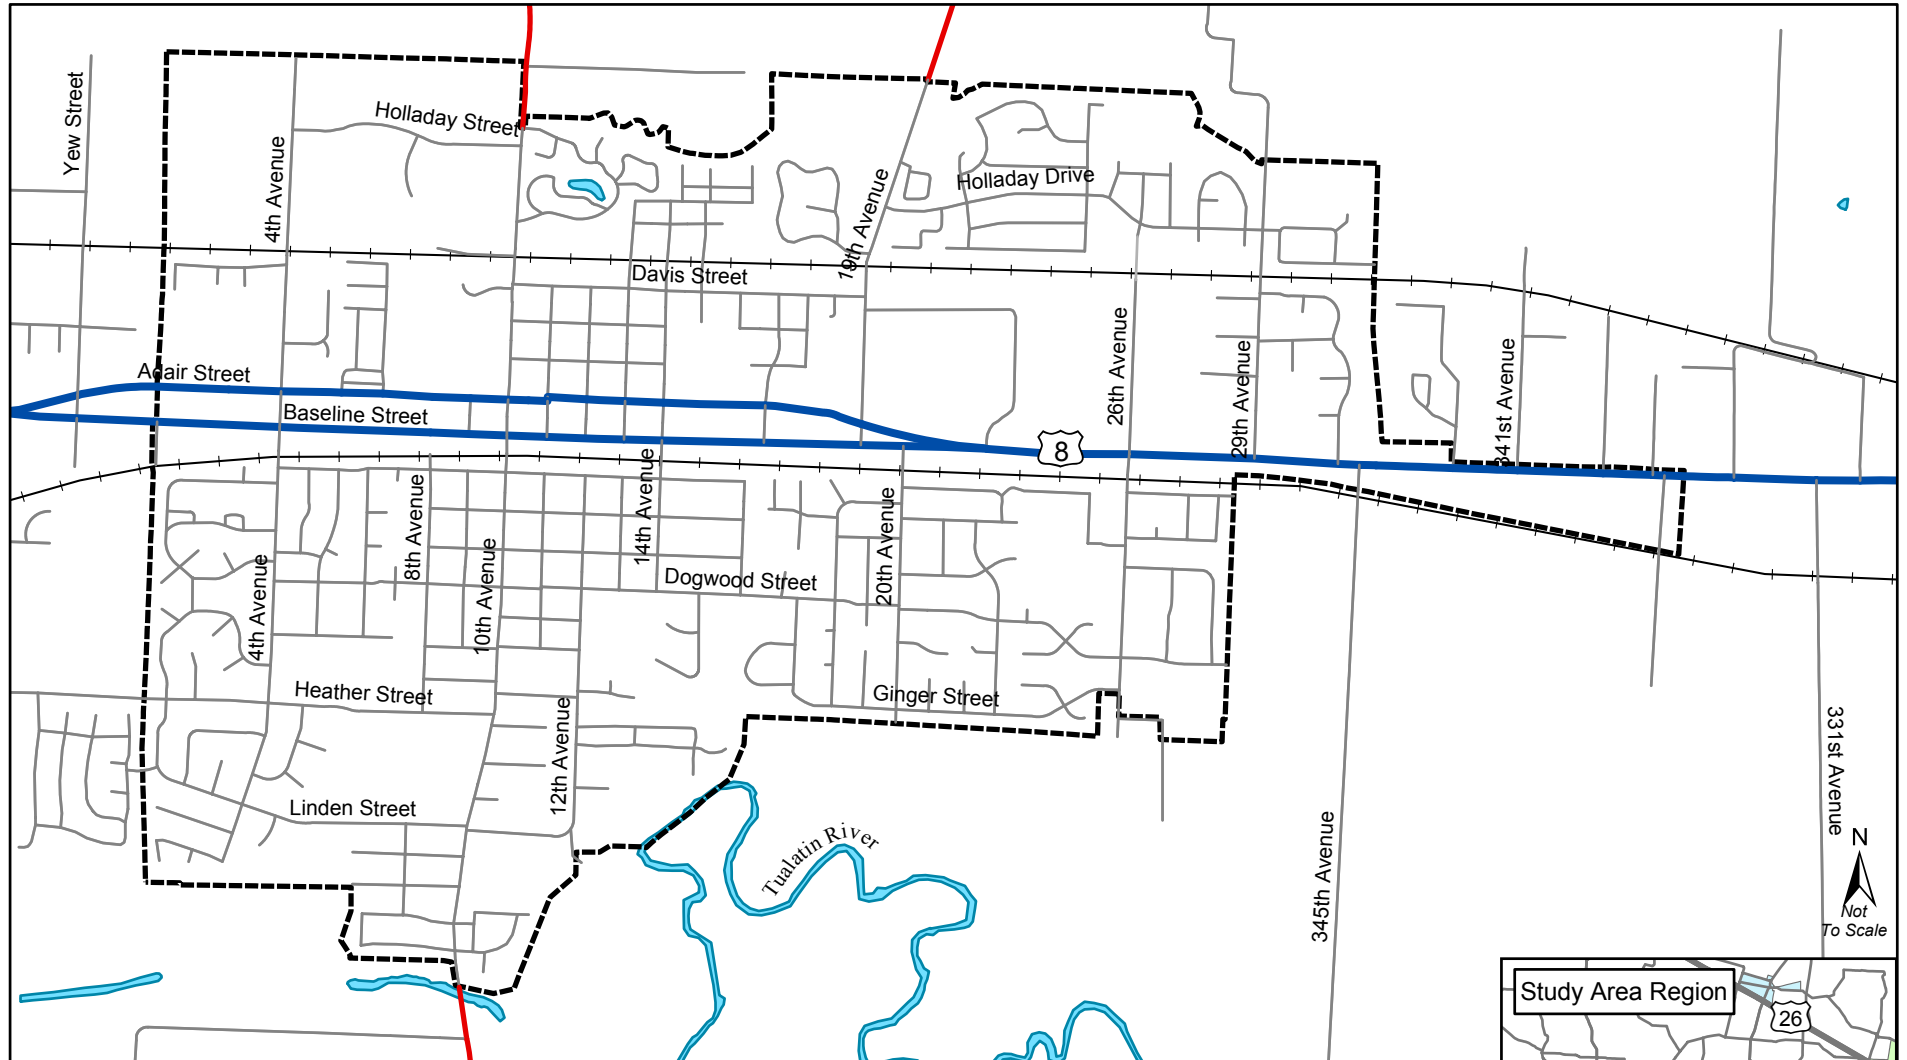 Yew Street
Holladay Street
4th Avenue
19th Avenue
Holladay Drive
Davis Street
Adair Street
Baseline Street
26th Avenue
29th Avenue
341st Avenue
8
8th Avenue
14th Avenue
20th Avenue
10th Avenue
4th Avenue
Dogwood Street
Heather Street
Ginger Street
12th Avenue
Linden Street
Tualatin River
345th Avenue
331st Avenue
N
Not
To Scale
Study Area Region
26